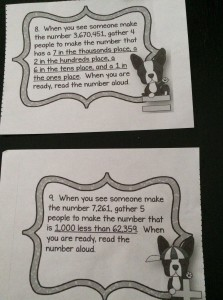 8. When you see someone make
the number 3,670,451, gather 4
people to make the number that
has a 7 in the thousands place, a
2 in the hundreds place, a
6 in the tens place, and a 1 in
the ones place. When you are
ready, read the number aloud.
9. When you see someone make
the number 7,261, gather 5
people to make the number that
is 1,000 less than 62,359. When
you are ready, read the
number aloud.